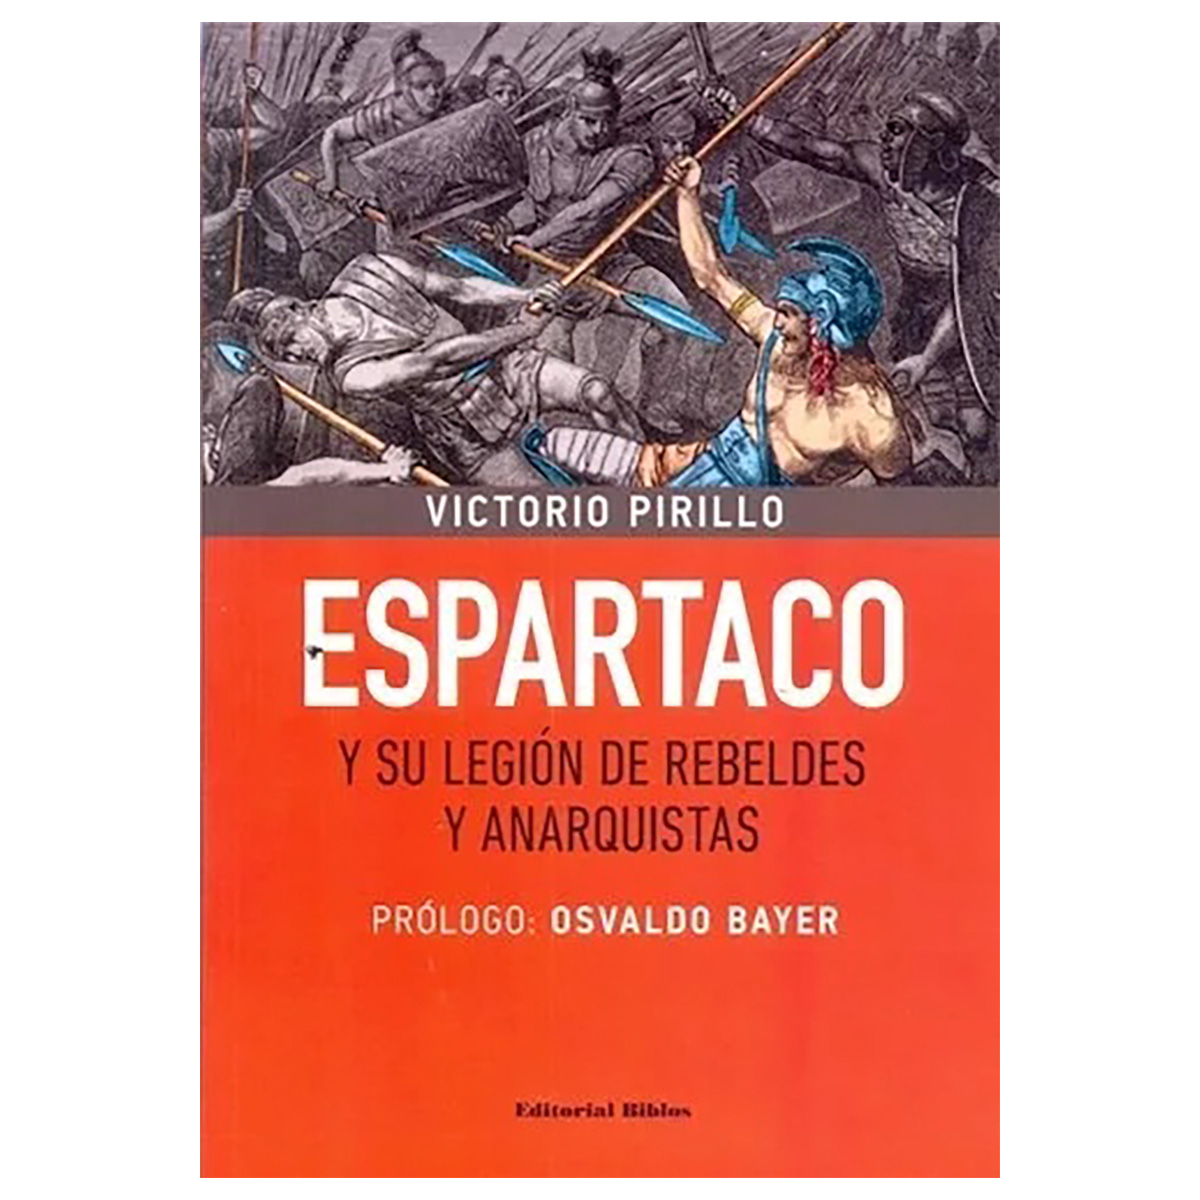 VICTORIO PIRILLO
ESPARTACO
Y SU LEGIÓN DE REBELDES
Y ANARQUISTAS
PRÓLOGO: OSVALDO BAYER
Editorial Biblos